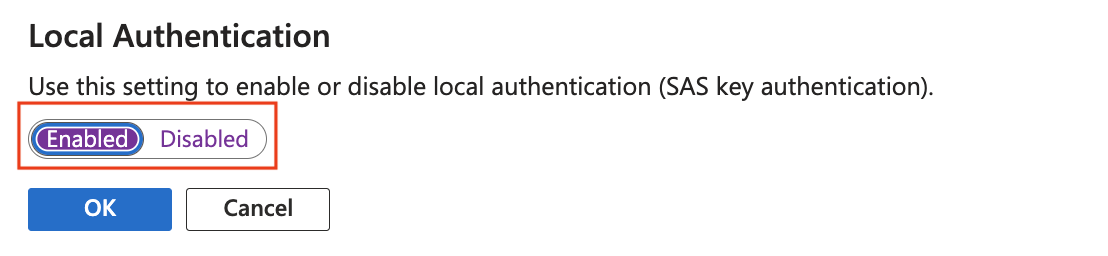 Local Authentication
Use this setting to enable or disable local authentication (SAS key authentication).
Enabled Disabled
OK Cancel